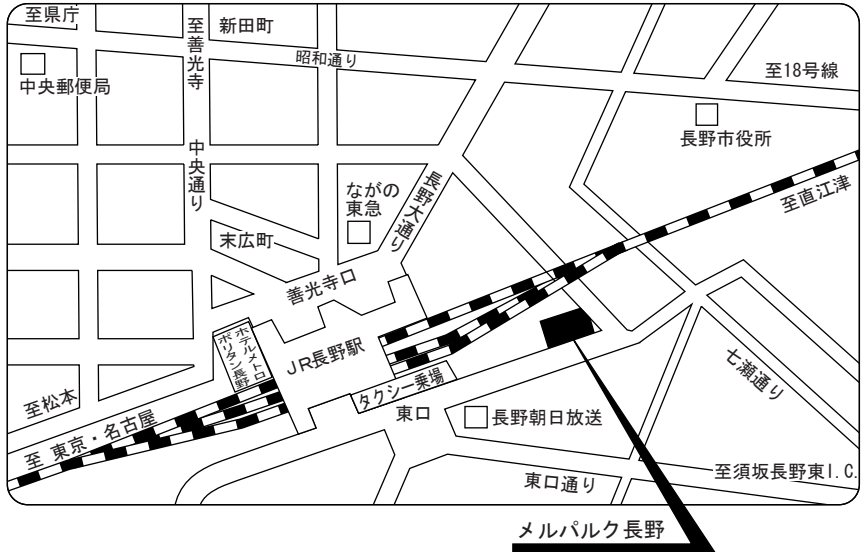 至県庁
新田町
至善光寺
昭和通り
至18号線
中央郵便局
長野市役所
中央通り
ながの
東急
長野大通り
至直江津
末広町
善光寺口
ホテルメトロ
ポリタン長野
JR長野駅
七瀬通り
タクシー乗場
至松本
東口
長野朝日放送
至 東京・名古屋
東口通り
至須坂長野東I.C.
メルパルク長野